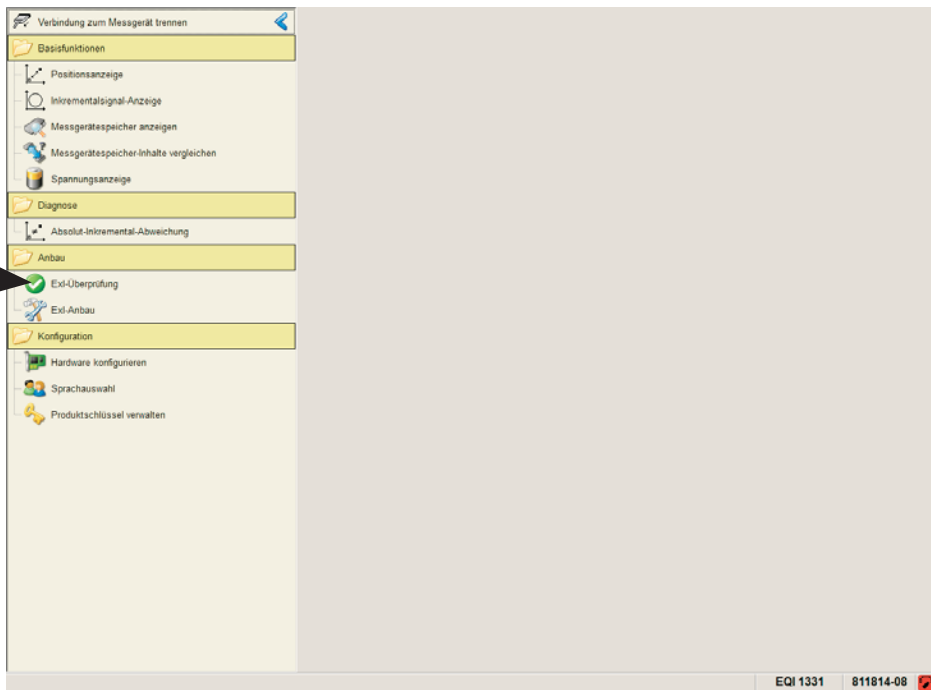 Verbindung zum Messgerät trennen
Basisfunktionen
Positionsanzeige
Inkrementalsignal-Anzeige
Messgerätespeicher anzeigen
Messgerätespeicher-Inhalte vergleichen
Spannungsanzeige
Diagnose
Absolut-Inkremental-Abweichung
Anbau
ExI-Überprüfung
ExI-Anbau
Konfiguration
Hardware konfigurieren
Sprachauswahl
Produktschlüssel verwalten
EQI 1331 811814-08